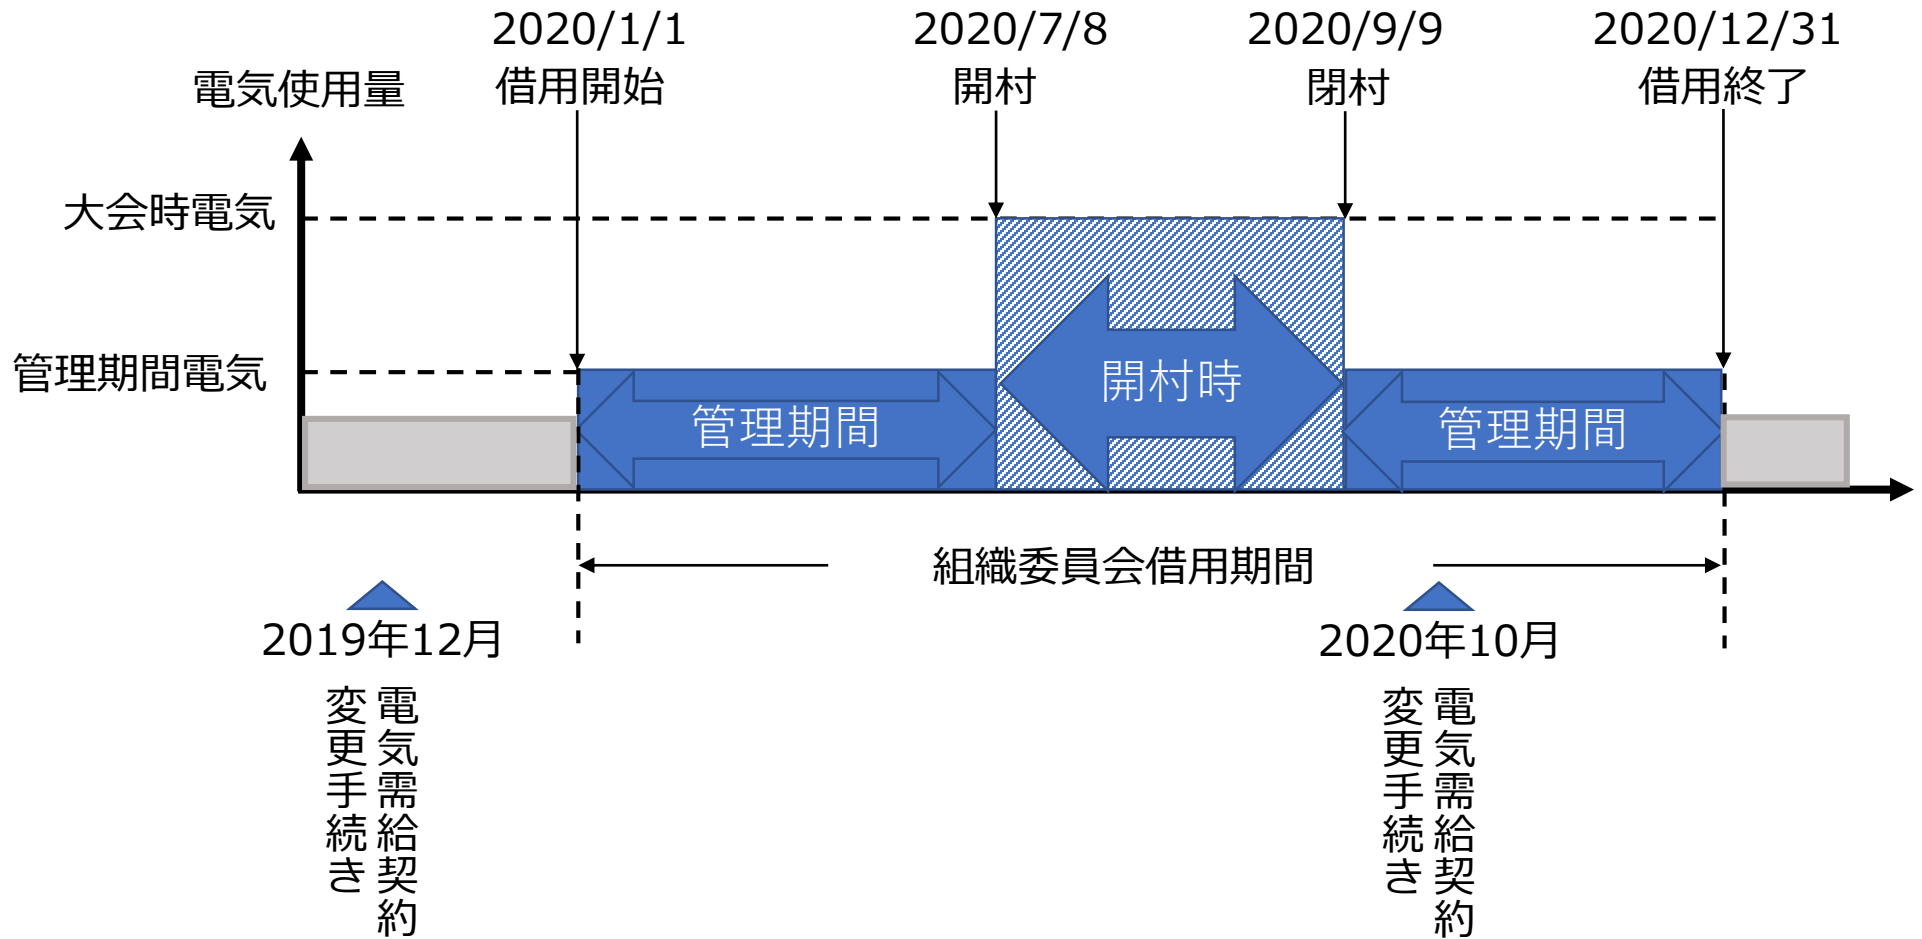 2020/1/1
借用開始
2020/7/8
開村
2020/9/9
閉村
2020/12/31
借用終了
電気使用量
大会時電気
管理期間電気
管理期間
開村時
管理期間
組織委員会借用期間
2019年12月
電気需給契約
変更手続き
2020年10月
電気需給契約
変更手続き